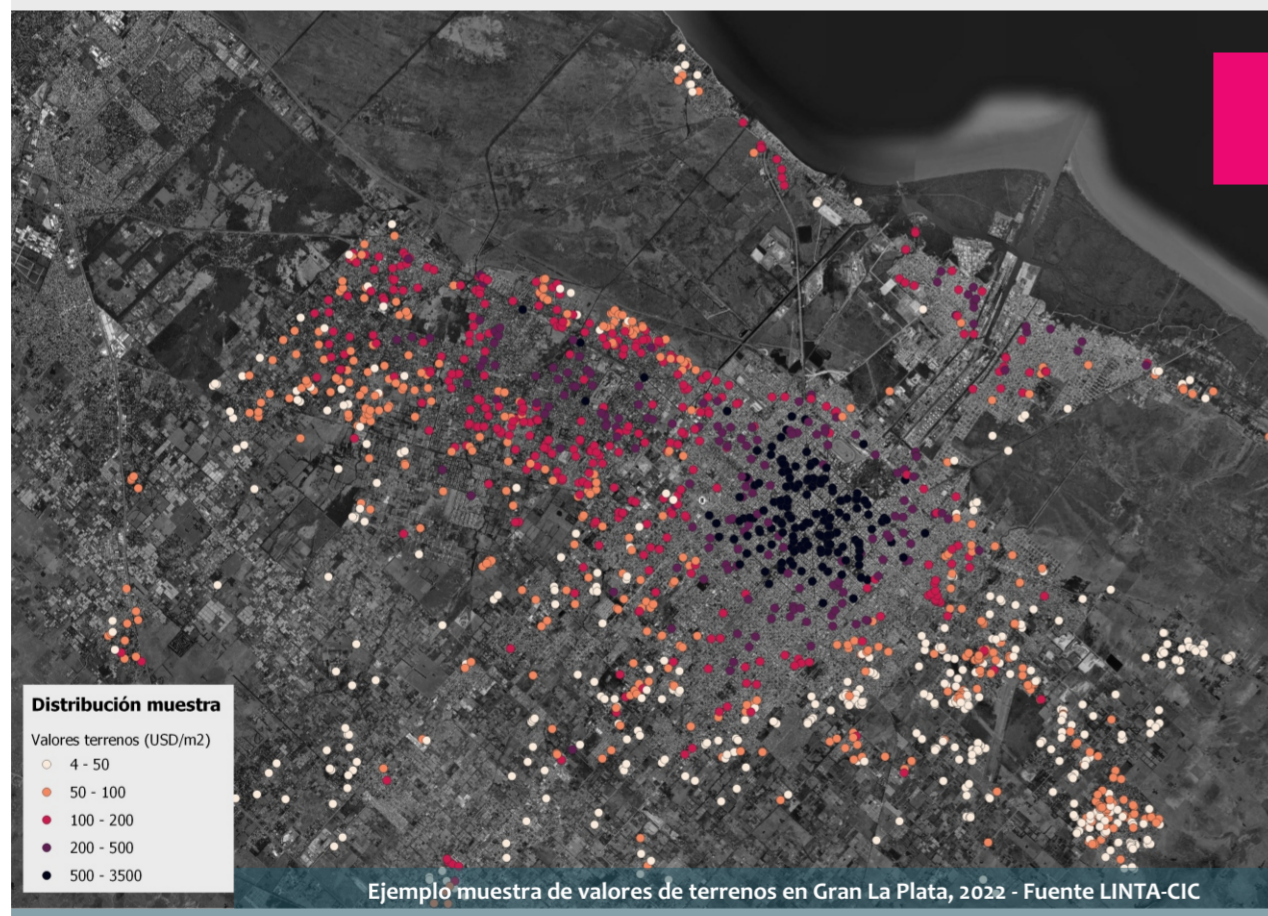 Distribución muestra
Valores terrenos (USD/m2)
4 - 50
50 - 100
100 - 200
200 - 500
500 - 3500
Ejemplo muestra de valores de terrenos en Gran La Plata, 2022 - Fuente LINTA-CIC